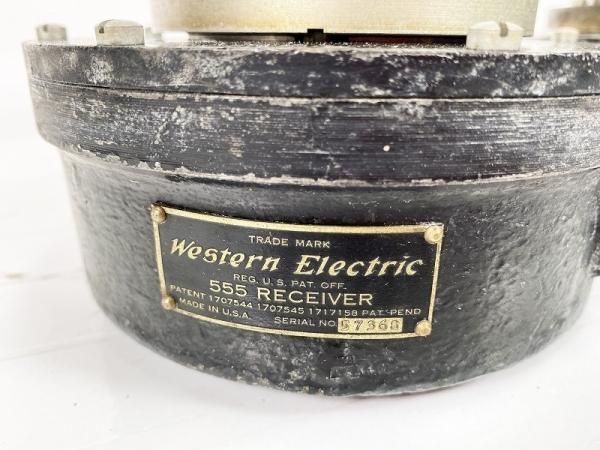 TRADE MARK
Western Electric
REG. U.S. PAT. OFF.
555 RECEIVER
PATENT 1707544 1707545 1717158 PAT. PEND
MADE IN U.S.A. SERIAL NO.